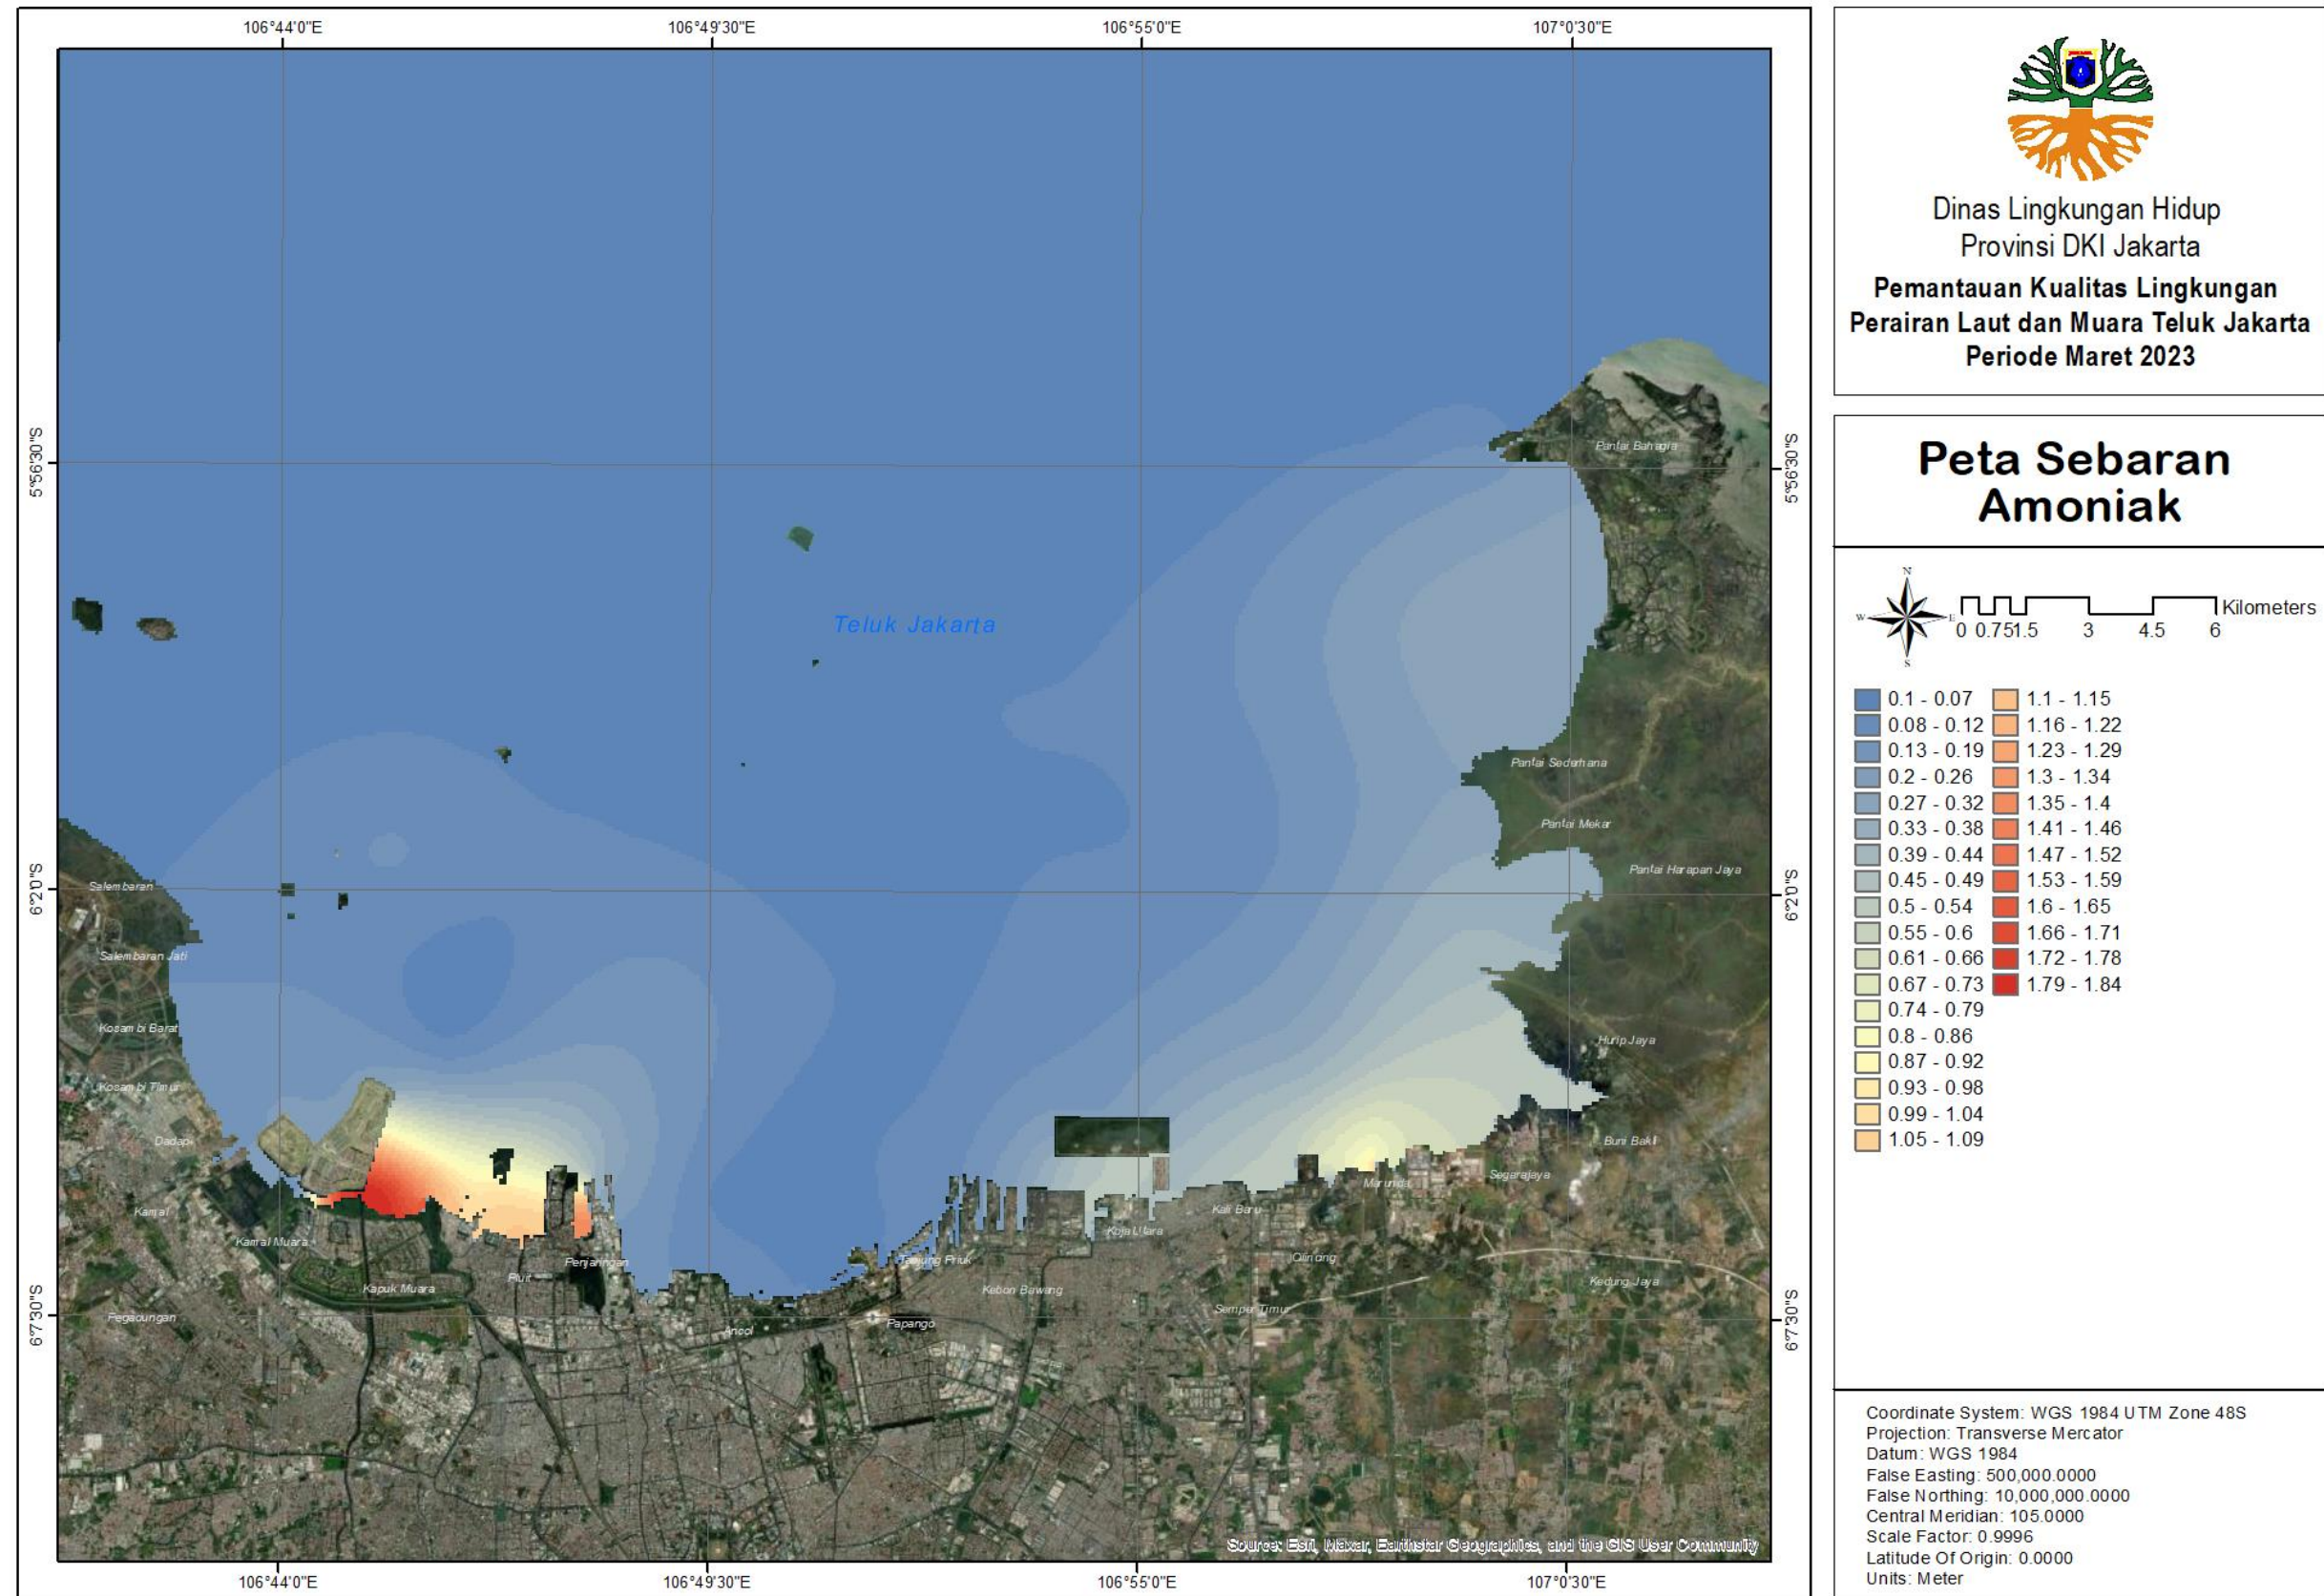 106°44'0"E
106°49'30"E
106°55'0"E
107°0'30"E
5°56'30"S
5°56'30"S
6°2'0"S
6°2'0"S
6°7'30"S
6°7'30"S
Pantai Bahagia
Teluk Jakarta
Pantai Sederhana
Pantai Mekar
Pantai Harapan Jaya
Salembaran
Salembaran Jati
Kosambi Barat
Hurip Jaya
Kosambi Timur
Dadap
Buni Bakti
Segarajaya
Marunda
Kamal
Kali Baru
Koja Utara
Kamal Muara
Penjaringan
Tanjung Priuk
Cilincing
Pluit
Kapuk Muara
Kebon Bawang
Kedung Jaya
Semper Timur
Pegadungan
Papango
Ancol
Source: Esri, Maxar, Earthstar Geographics, and the GIS User Community
106°44'0"E
106°49'30"E
106°55'0"E
107°0'30"E
Dinas Lingkungan Hidup
Provinsi DKI Jakarta
Pemantauan Kualitas Lingkungan
Perairan Laut dan Muara Teluk Jakarta
Periode Maret 2023
Peta Sebaran
Amoniak
N
W
E
S
Kilometers
0 0.75 1.5 3 4.5 6
0.1 - 0.07
0.08 - 0.12
0.13 - 0.19
0.2 - 0.26
0.27 - 0.32
0.33 - 0.38
0.39 - 0.44
0.45 - 0.49
0.5 - 0.54
0.55 - 0.6
0.61 - 0.66
0.67 - 0.73
0.74 - 0.79
0.8 - 0.86
0.87 - 0.92
0.93 - 0.98
0.99 - 1.04
1.05 - 1.09
1.1 - 1.15
1.16 - 1.22
1.23 - 1.29
1.3 - 1.34
1.35 - 1.4
1.41 - 1.46
1.47 - 1.52
1.53 - 1.59
1.6 - 1.65
1.66 - 1.71
1.72 - 1.78
1.79 - 1.84
Coordinate System: WGS 1984 UTM Zone 48S
Projection: Transverse Mercator
Datum: WGS 1984
False Easting: 500,000.0000
False Northing: 10,000,000.0000
Central Meridian: 105.0000
Scale Factor: 0.9996
Latitude Of Origin: 0.0000
Units: Meter